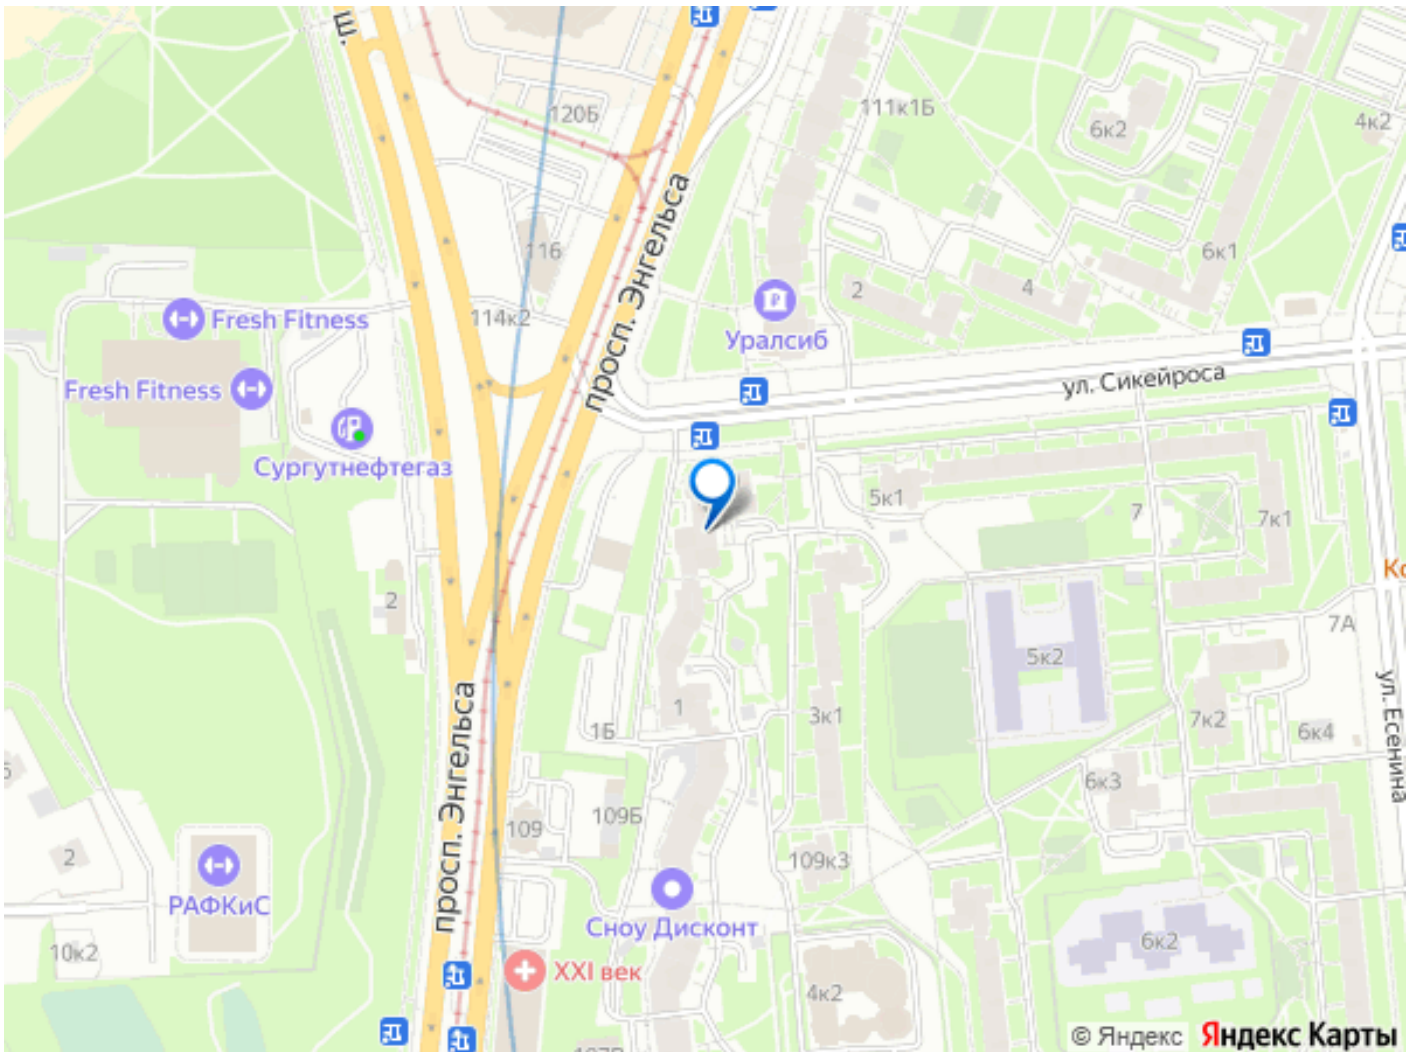 ш.
120Б
111к1Б
6к2
4к2
просп. Энгельса
116
6к1
2
4
Fresh Fitness
114к2
Уралсиб
ул. Сикейроса
Fresh Fitness
Сургутнефтегаз
5к1
7
7к1
2
7А
5к2
1
3к1
7к2
6к4
1Б
ул. Есенина
просп. Энгельса
6к3
109Б
109
2
109к3
РАФКиС
Сноу Дисконт
10к2
6к2
XXI век
4к2
© Яндекс Яндекс Карты